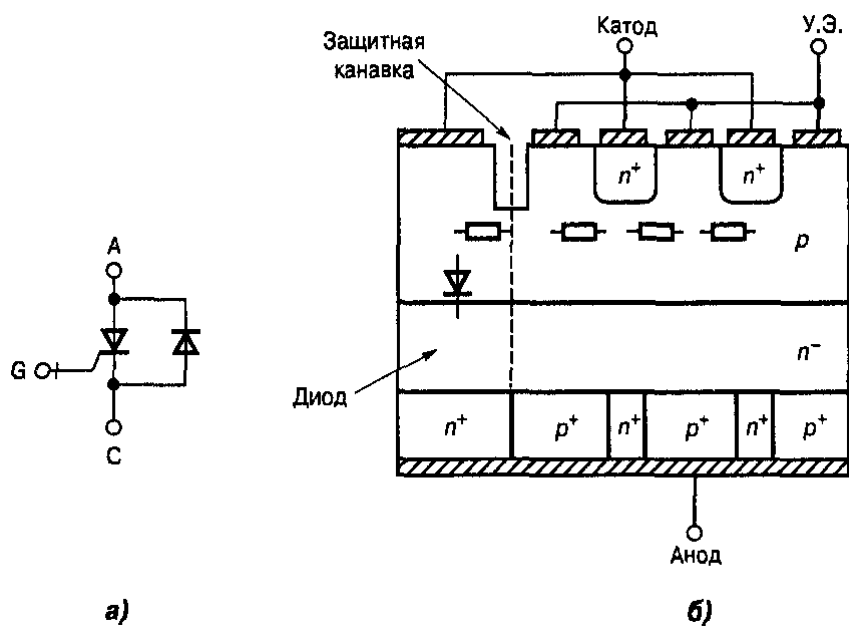 Защитная
канавка
Катод
У.Э.
n⁺
n⁺
p
A
G
Диод
n⁻
C
n⁺
p⁺
n⁺
p⁺
n⁺
p⁺
Анод
а)
б)